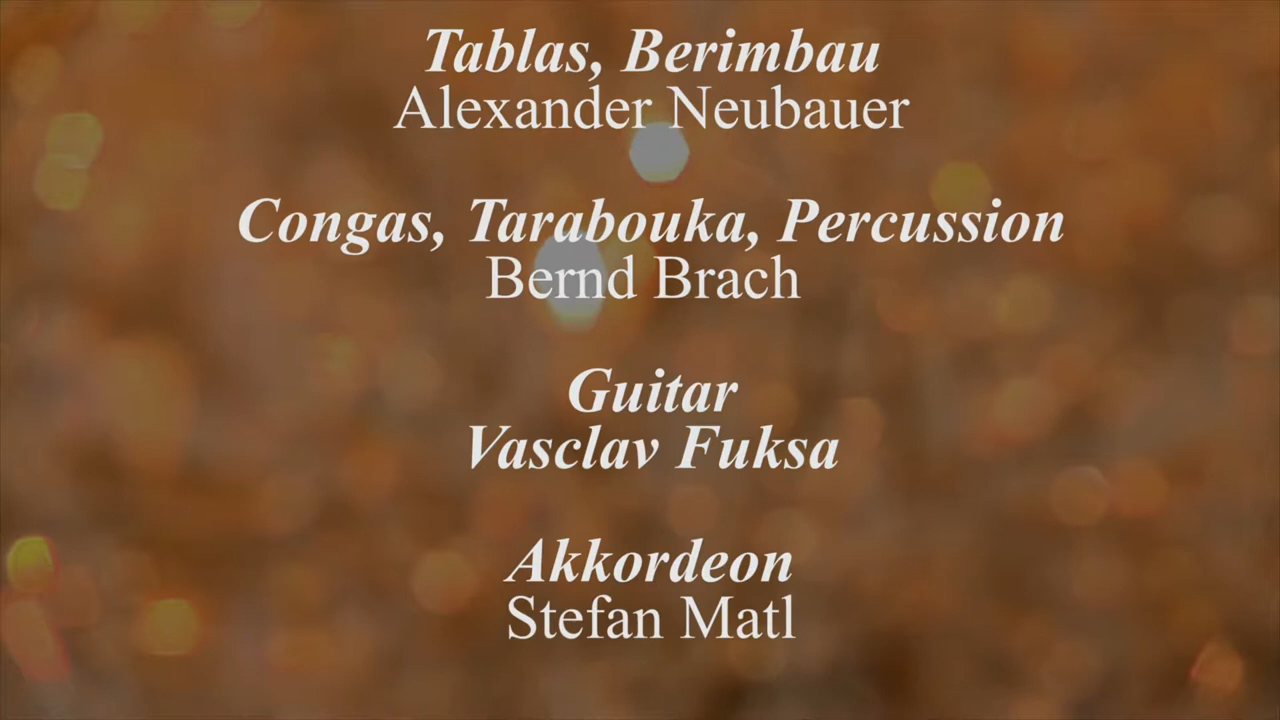 Tablas, Berimbau
Alexander Neubauer
Congas, Tarabouka, Percussion
Bernd Brach
Guitar
Vasclav Fuksa
Akkordeon
Stefan Matl